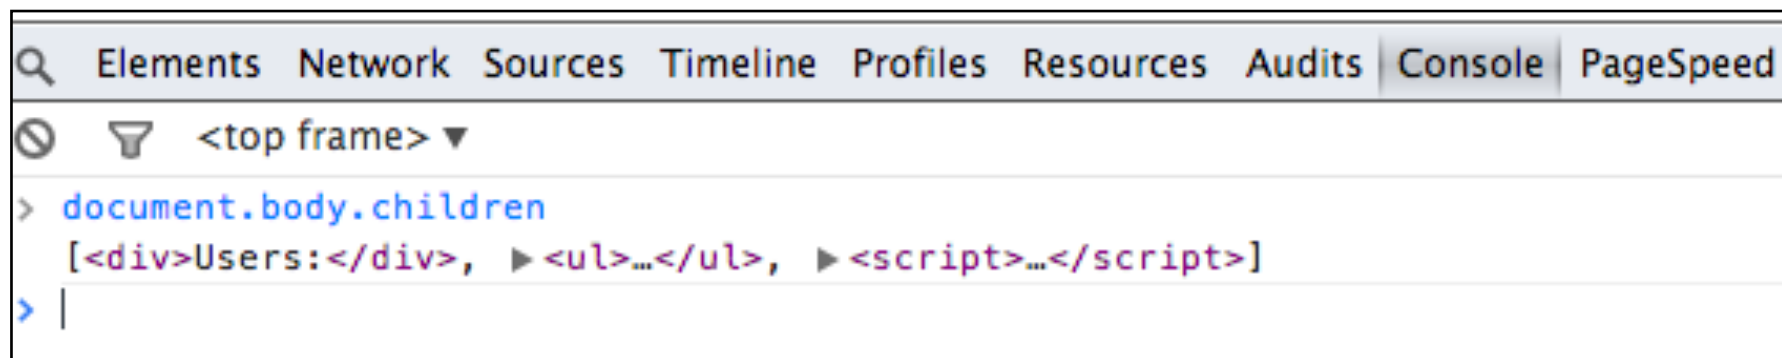 Elements Network Sources Timeline Profiles Resources Audits Console PageSpeed
<top frame> ▼
> document.body.children
[<div>Users:</div>, ▶<ul>…</ul>, ▶<script>…</script>]
>